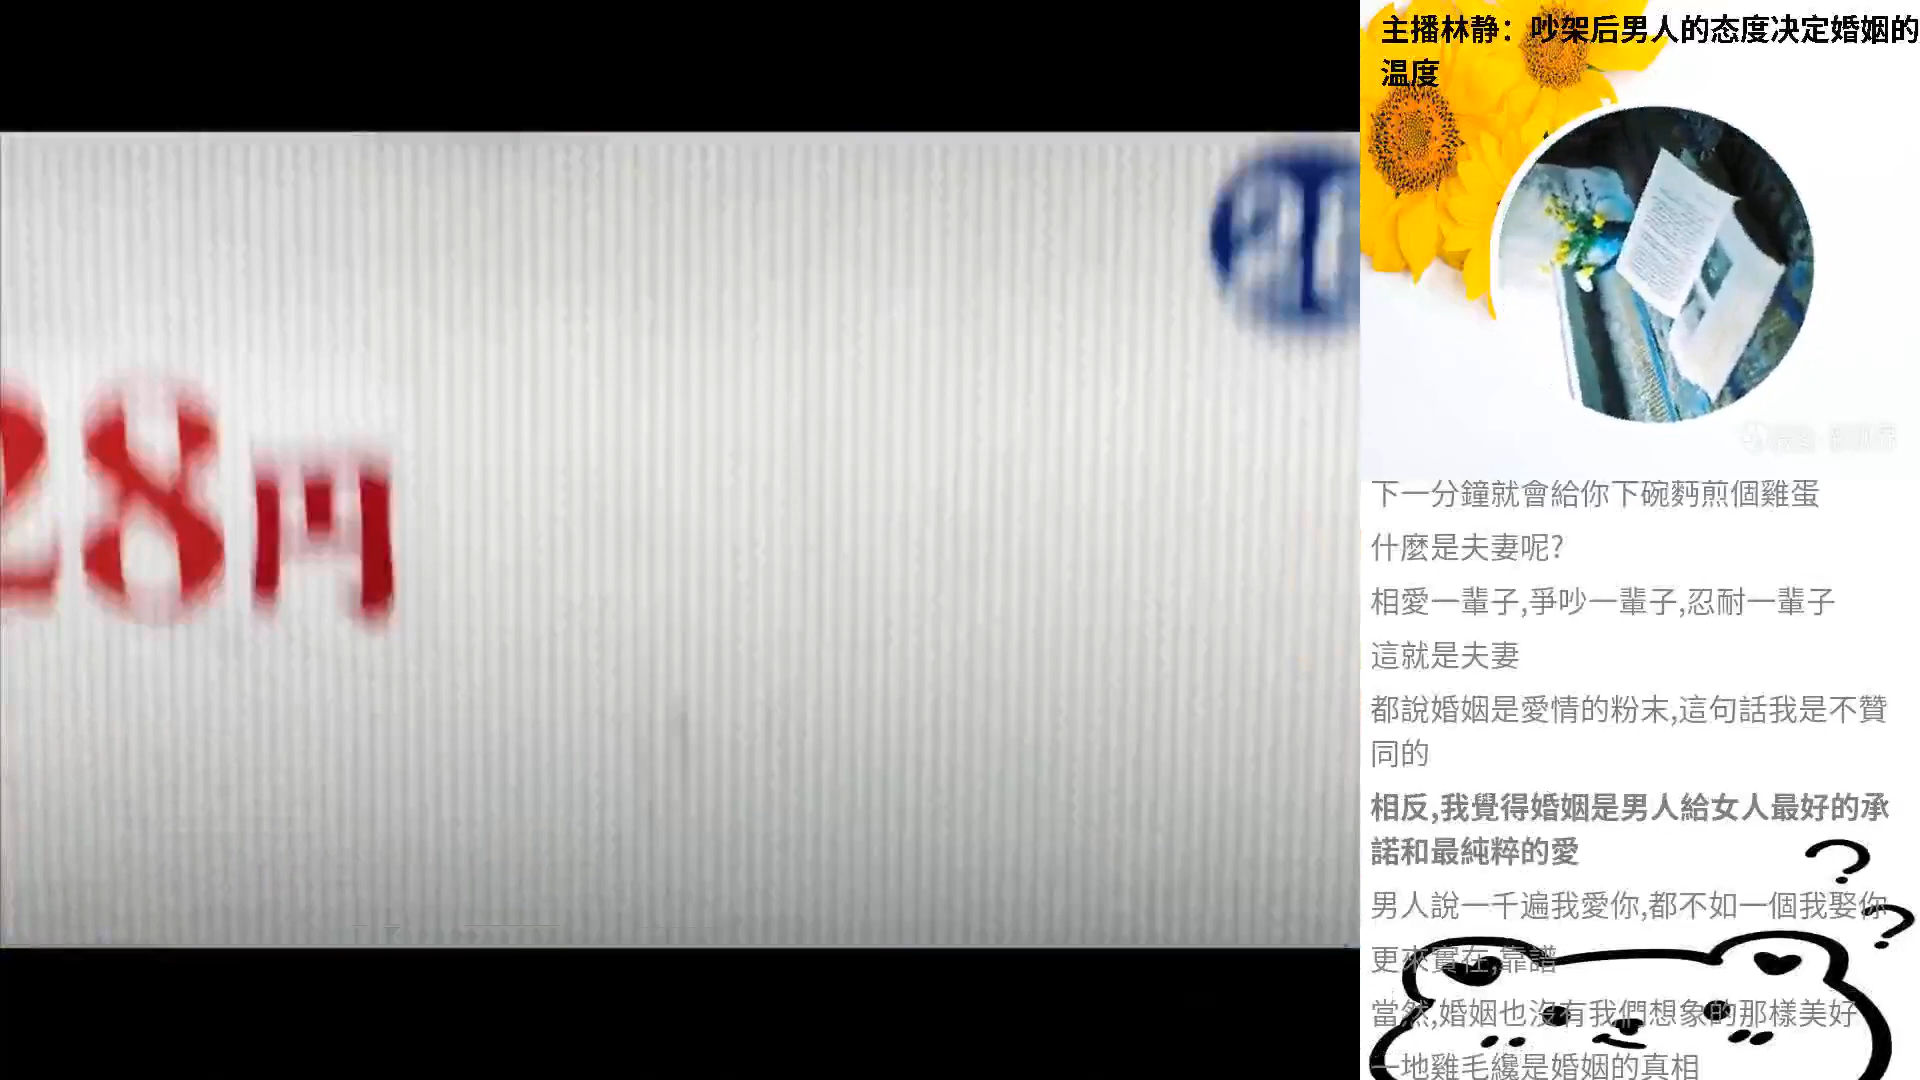 28円
主播林静：吵架后男人的态度决定婚姻的
温度
下一分鐘就會給你下碗麪煎個雞蛋
什麼是夫妻呢?
相愛一輩子,爭吵一輩子,忍耐一輩子
這就是夫妻
都說婚姻是愛情的粉末,這句話我是不贊
同的
相反,我覺得婚姻是男人給女人最好的承
諾和最純粹的愛
男人說一千遍我愛你,都不如一個我娶你
更來實在,靠譜
當然,婚姻也沒有我們想象的那樣美好
一地雞毛纔是婚姻的真相